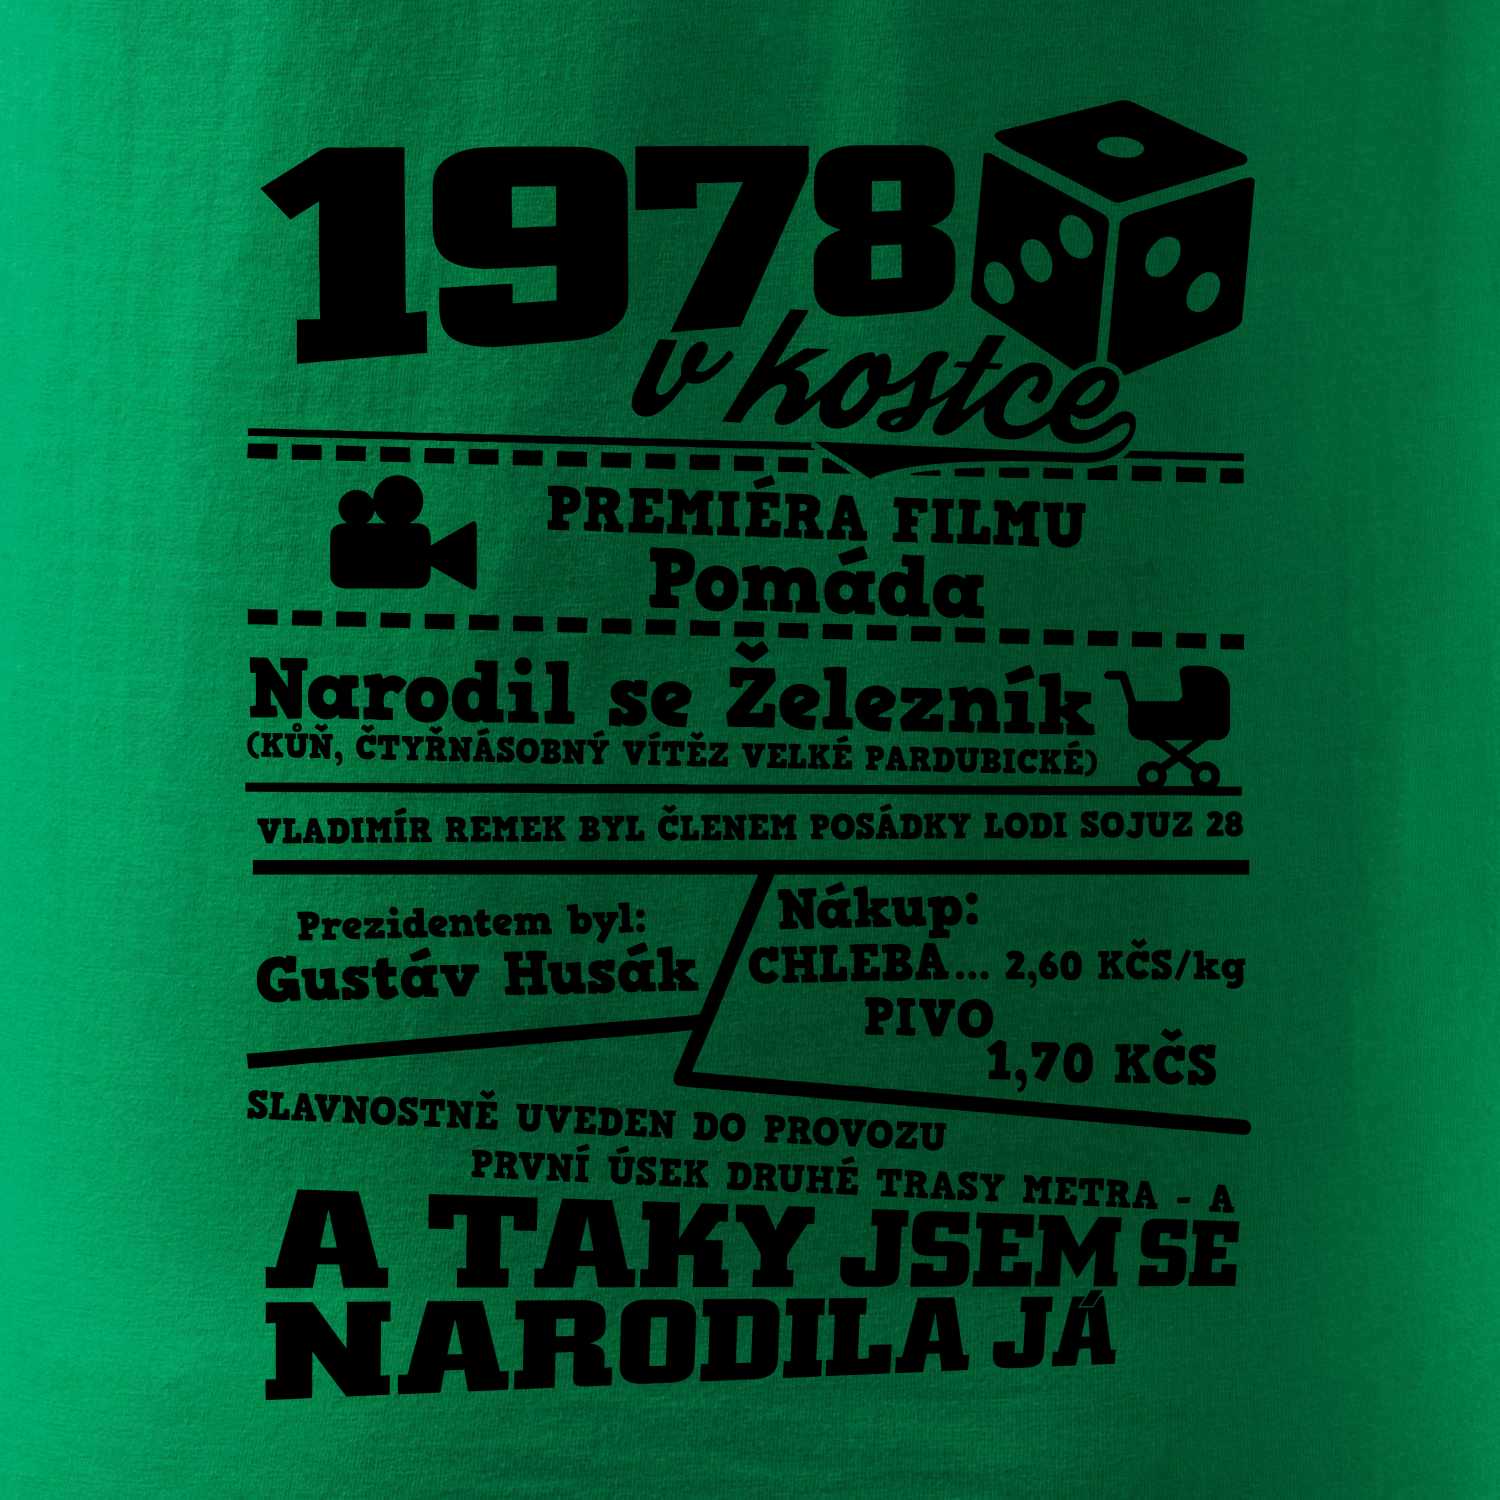 1978
v kostce
PREMIÉRA FILMU
Pomáda
Narodil se Železník
(KŮŇ, ČTYŘNÁSOBNÝ VÍTĚZ VELKÉ PARDUBICKÉ)
VLADIMÍR REMEK BYL ČLENEM POSÁDKY LODI SOJUZ 28
Prezidentem byl:
Gustáv Husák
Nákup:
CHLEBA... 2,60 KČS/kg
PIVO
1,70 KČS
SLAVNOSTNĚ UVEDEN DO PROVOZU
PRVNÍ ÚSEK DRUHÉ TRASY METRA - A
A TAKY JSEM SE
NARODILA JÁ